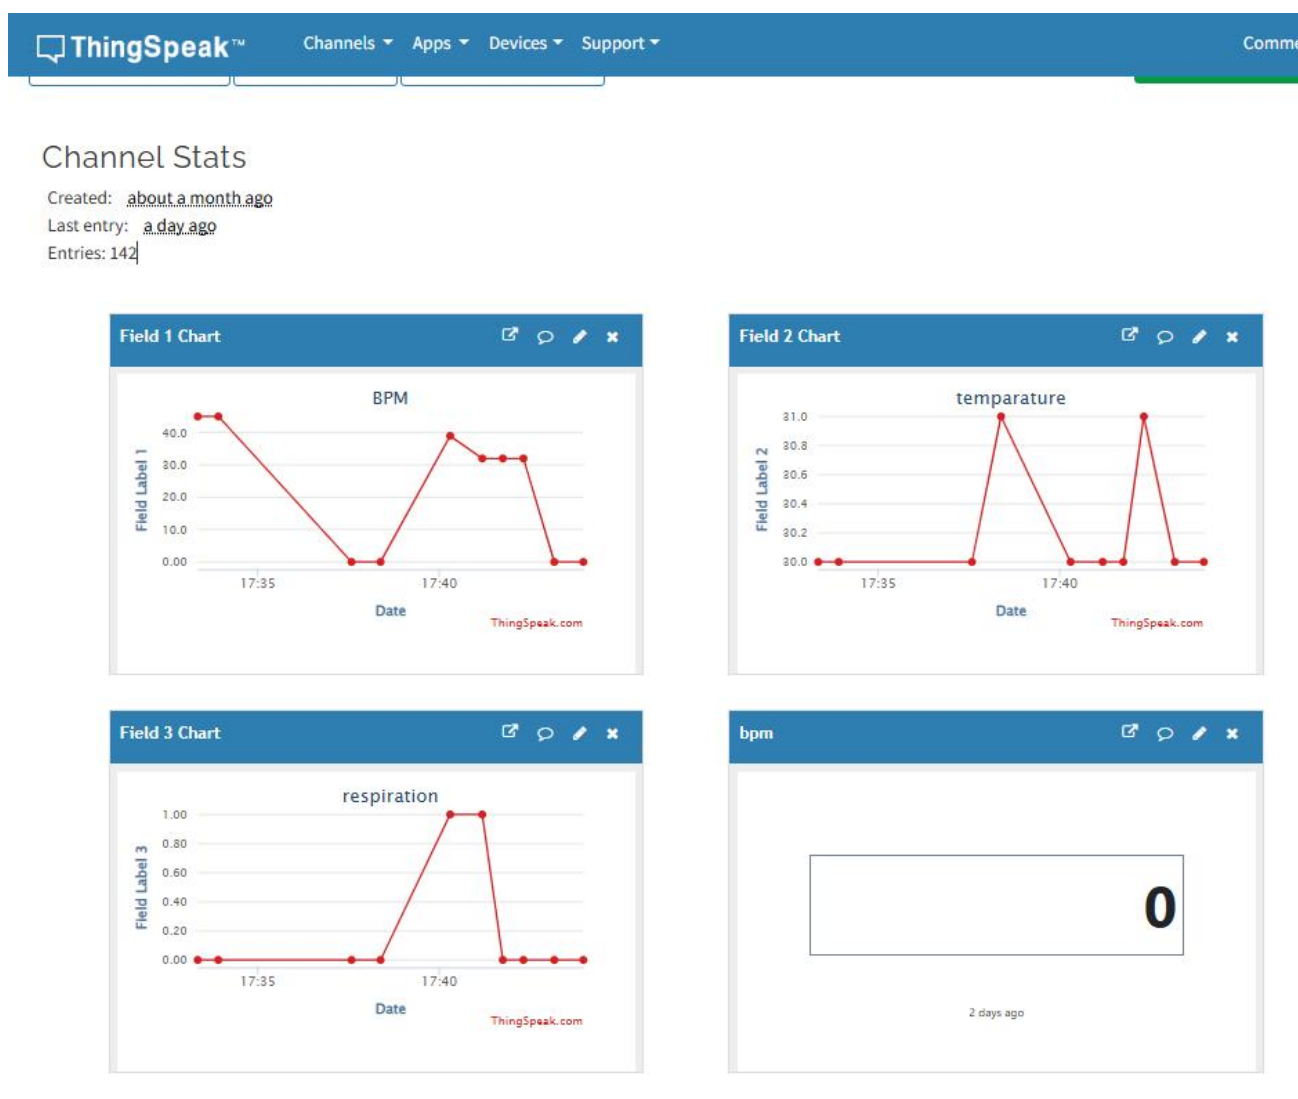 ThingSpeak™ Channels Apps Devices Support Comme
Channel Stats
Created: about a month ago
Last entry: a day ago
Entries: 142
Field 1 Chart
BPM
Field Label 1
40.0
30.0
20.0
10.0
0.00
17:35 17:40
Date
ThingSpeak.com
Field 2 Chart
temparature
Field Label 2
31.0
30.8
30.6
30.4
30.2
30.0
17:35 17:40
Date
ThingSpeak.com
Field 3 Chart
respiration
Field Label 3
1.00
0.80
0.60
0.40
0.20
0.00
17:35 17:40
Date
ThingSpeak.com
bpm
0
2 days ago